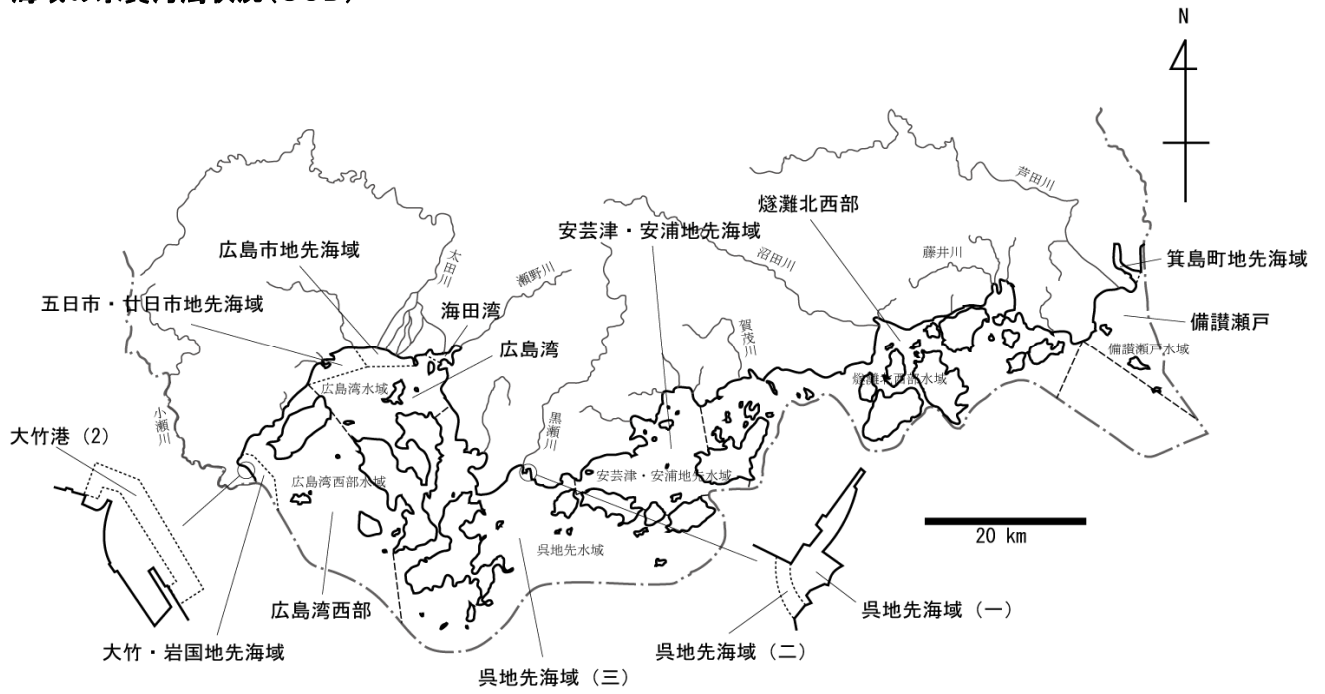 N
芦田川
燧灘北西部
安芸津・安浦地先海域
広島市地先海域
太田川
瀬野川
沼田川
藤井川
箕島町地先海域
五日市・廿日市地先海域
海田湾
賀茂川
備讃瀬戸
広島湾
備讃瀬戸水域
広島湾水域
燧灘北西部水域
小瀬川
黒瀬川
大竹港(2)
広島湾西部水域
安芸津・安浦地先水域
20 km
呉地先水域
広島湾西部
呉地先海域(一)
大竹・岩国地先海域
呉地先海域(二)
呉地先海域(三)